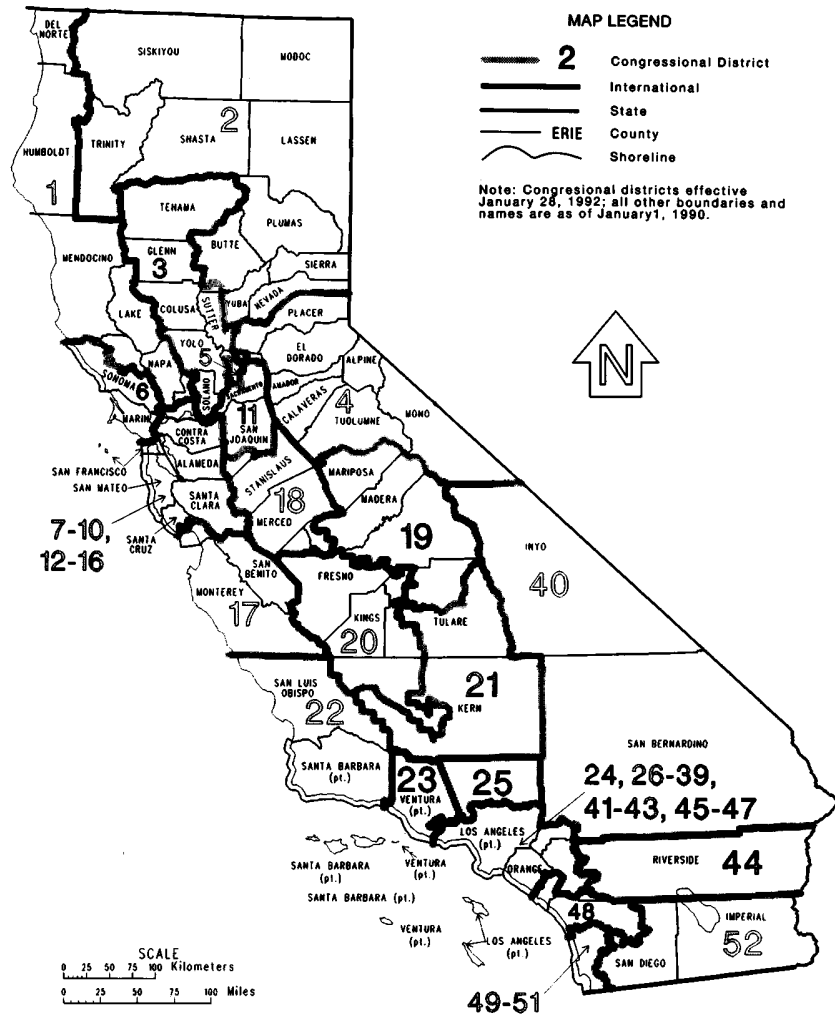 MAP LEGEND
2 Congressional District
International
State
ERIE County
Shoreline
Note: Congresional districts effective
January 28, 1992; all other boundaries and
names are as of January1, 1990.
N
DEL
NORTE
SISKIYOU
MODOC
HUMBOLDT
TRINITY
SHASTA
2
LASSEN
1
TENAMA
PLUMAS
MENDOCINO
GLENN
3
BUTTE
SIERRA
LAKE
COLUSA
SUTTER
YUBA
NEVADA
PLACER
YOLO
5
EL
DORADO
NAPA
SONOMA
6
SOLANO
SACRAMENTO
AMADOR
ALPINE
MARIN
CONTRA
COSTA
11
SAN
JOAQUIN
CALAVERAS
4
TUOLUMNE
MONO
SAN FRANCISCO
ALAMEDA
STANISLAUS
MARIPOSA
SAN MATEO
SANTA
CLARA
18
MERCED
MADERA
7-10,
12-16
SANTA
CRUZ
19
INYO
40
SAN
BENITO
FRESNO
MONTEREY
17
KINGS
20
TULARE
SAN LUIS
OBISPO
22
21
KERN
SAN BERNARDINO
SANTA BARBARA
(pt.)
23
VENTURA
(pt.)
25
24, 26-39,
41-43, 45-47
LOS ANGELES
(pt.)
SANTA BARBARA
(pt.)
VENTURA
(pt.)
ORANGE
RIVERSIDE
44
SANTA BARBARA (pt.)
48
IMPERIAL
52
VENTURA
(pt.)
LOS ANGELES
(pt.)
SAN DIEGO
49-51
SCALE
0 25 50 75 100 Kilometers
0 25 50 100 Miles